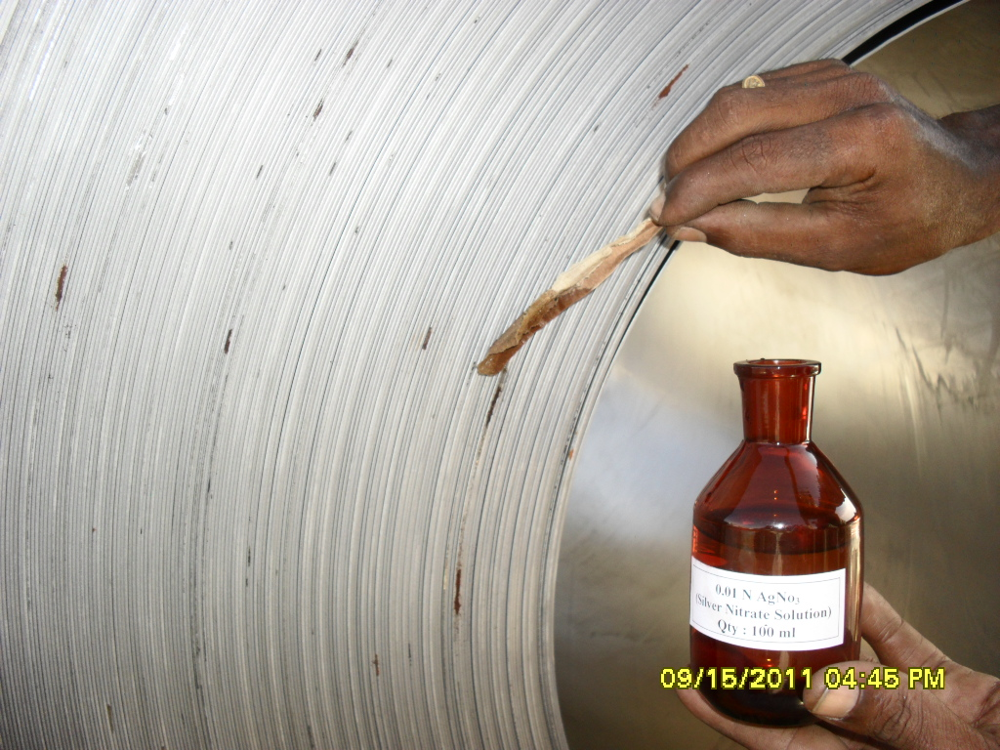 0.01 N AgNo₃
(Silver Nitrate Solution)
Qty : 100 ml
09/15/2011 04:45 PM